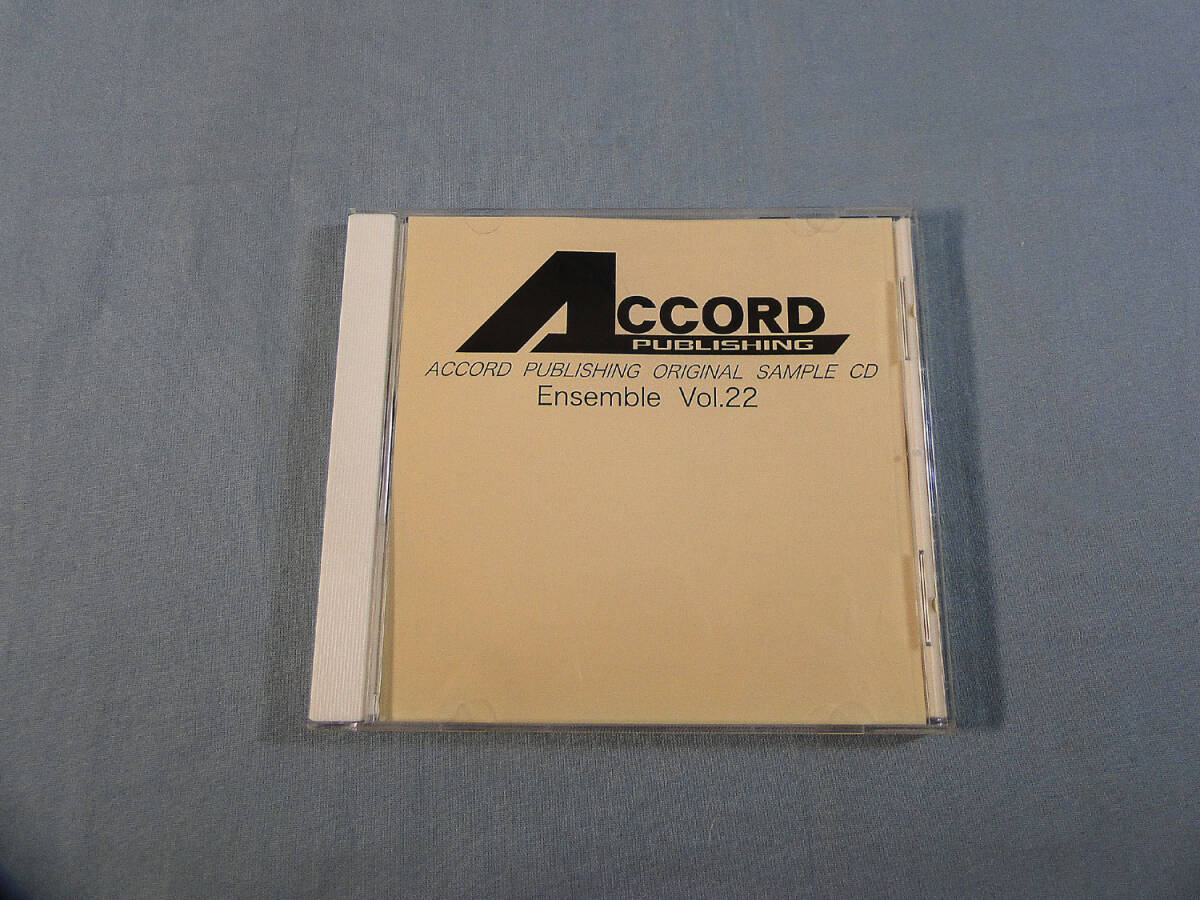 ACCORD
PUBLISHING
ACCORD PUBLISHING ORIGINAL SAMPLE CD
Ensemble Vol.22